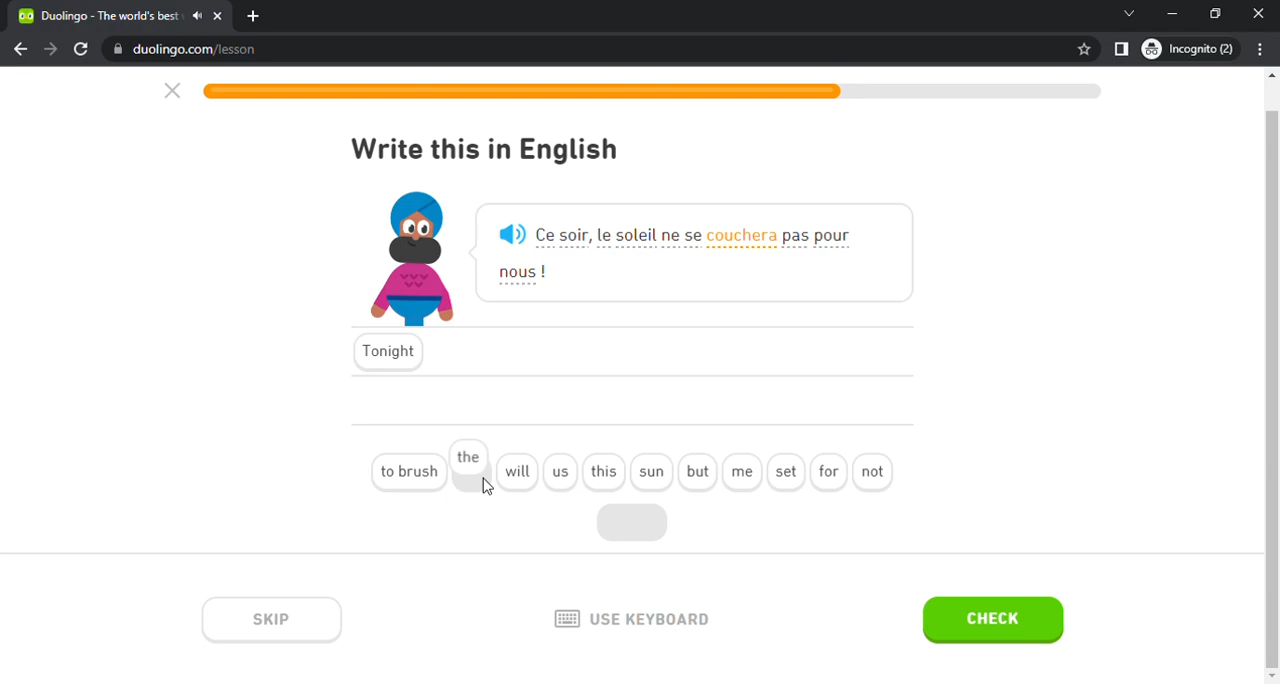 Duolingo - The world's best
duolingo.com/lesson
Incognito (2)
Write this in English
Ce soir, le soleil ne se couchera pas pour
nous !
Tonight
to brush the will us this sun but me set for not
SKIP
USE KEYBOARD
CHECK